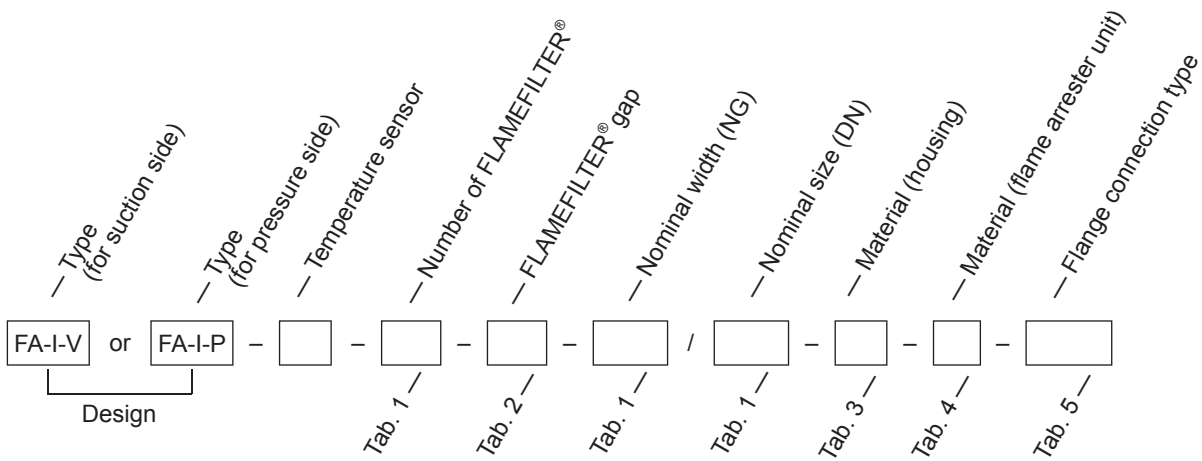 — Type
(for suction side)
— Type
(for pressure side)
— Temperature sensor
— Number of FLAMEFILTER®
— FLAMEFILTER® gap
— Nominal width (NG)
— Nominal size (DN)
— Material (housing)
— Material (flame arrester unit)
— Flange connection type
FA-I-V or FA-I-P – – – – / – – –
Design
Tab. 1 —
Tab. 2 —
Tab. 1 —
Tab. 1 —
Tab. 3 —
Tab. 4 —
Tab. 5 —